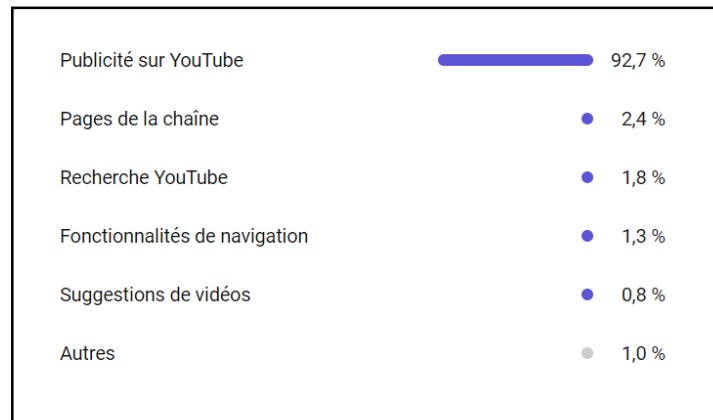 Publicité sur YouTube 92,7 %
Pages de la chaîne 2,4 %
Recherche YouTube 1,8 %
Fonctionnalités de navigation 1,3 %
Suggestions de vidéos 0,8 %
Autres 1,0 %